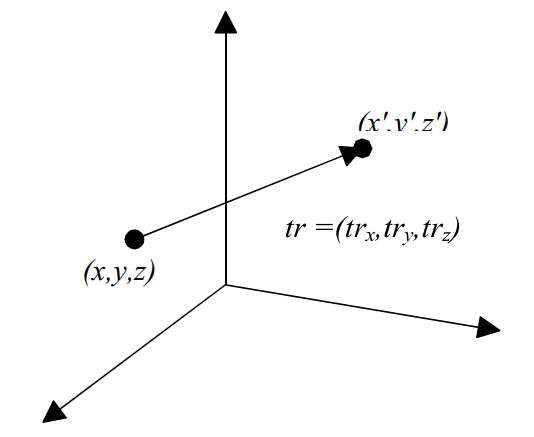 (x',y',z')
tr =(trx,try,trz)
(x,y,z)